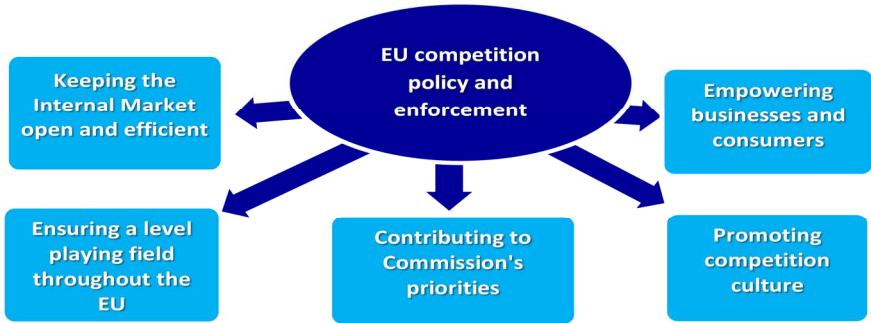 EU competition
policy and
enforcement
Keeping the
Internal Market
open and efficient
Empowering
businesses and
consumers
Ensuring a level
playing field
throughout the
EU
Contributing to
Commission's
priorities
Promoting
competition
culture